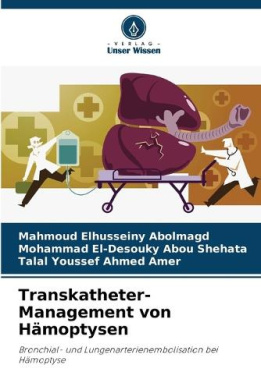 VERLAG
Unser Wissen
Mahmoud Elhusseiny Abolmagd
Mohammad El-Desouky Abou Shehata
Talal Youssef Ahmed Amer
Transkatheter-
Management von
Hämoptysen
Bronchial- und Lungenarterienembolisation bei
Hämoptyse